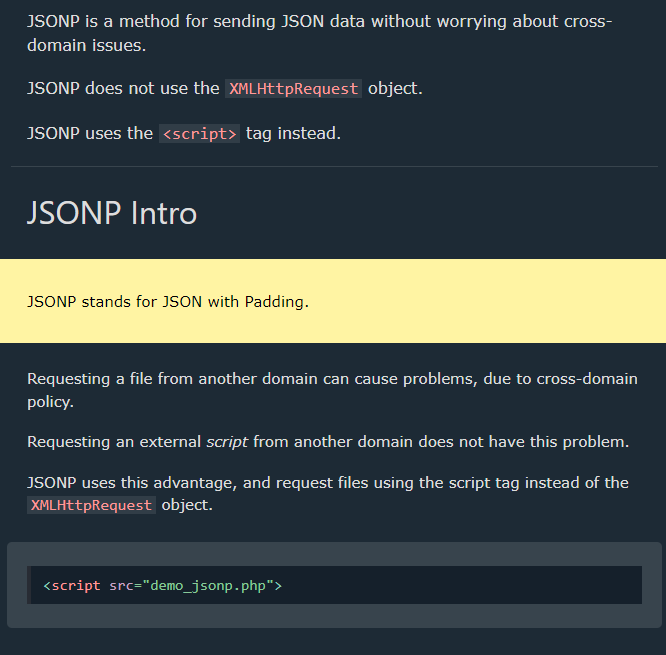 JSONP is a method for sending JSON data without worrying about cross-
domain issues.
JSONP does not use the XMLHttpRequest object.
JSONP uses the <script> tag instead.
JSONP Intro
JSONP stands for JSON with Padding.
Requesting a file from another domain can cause problems, due to cross-domain
policy.
Requesting an external script from another domain does not have this problem.
JSONP uses this advantage, and request files using the script tag instead of the
XMLHttpRequest object.
<script src="demo_jsonp.php">